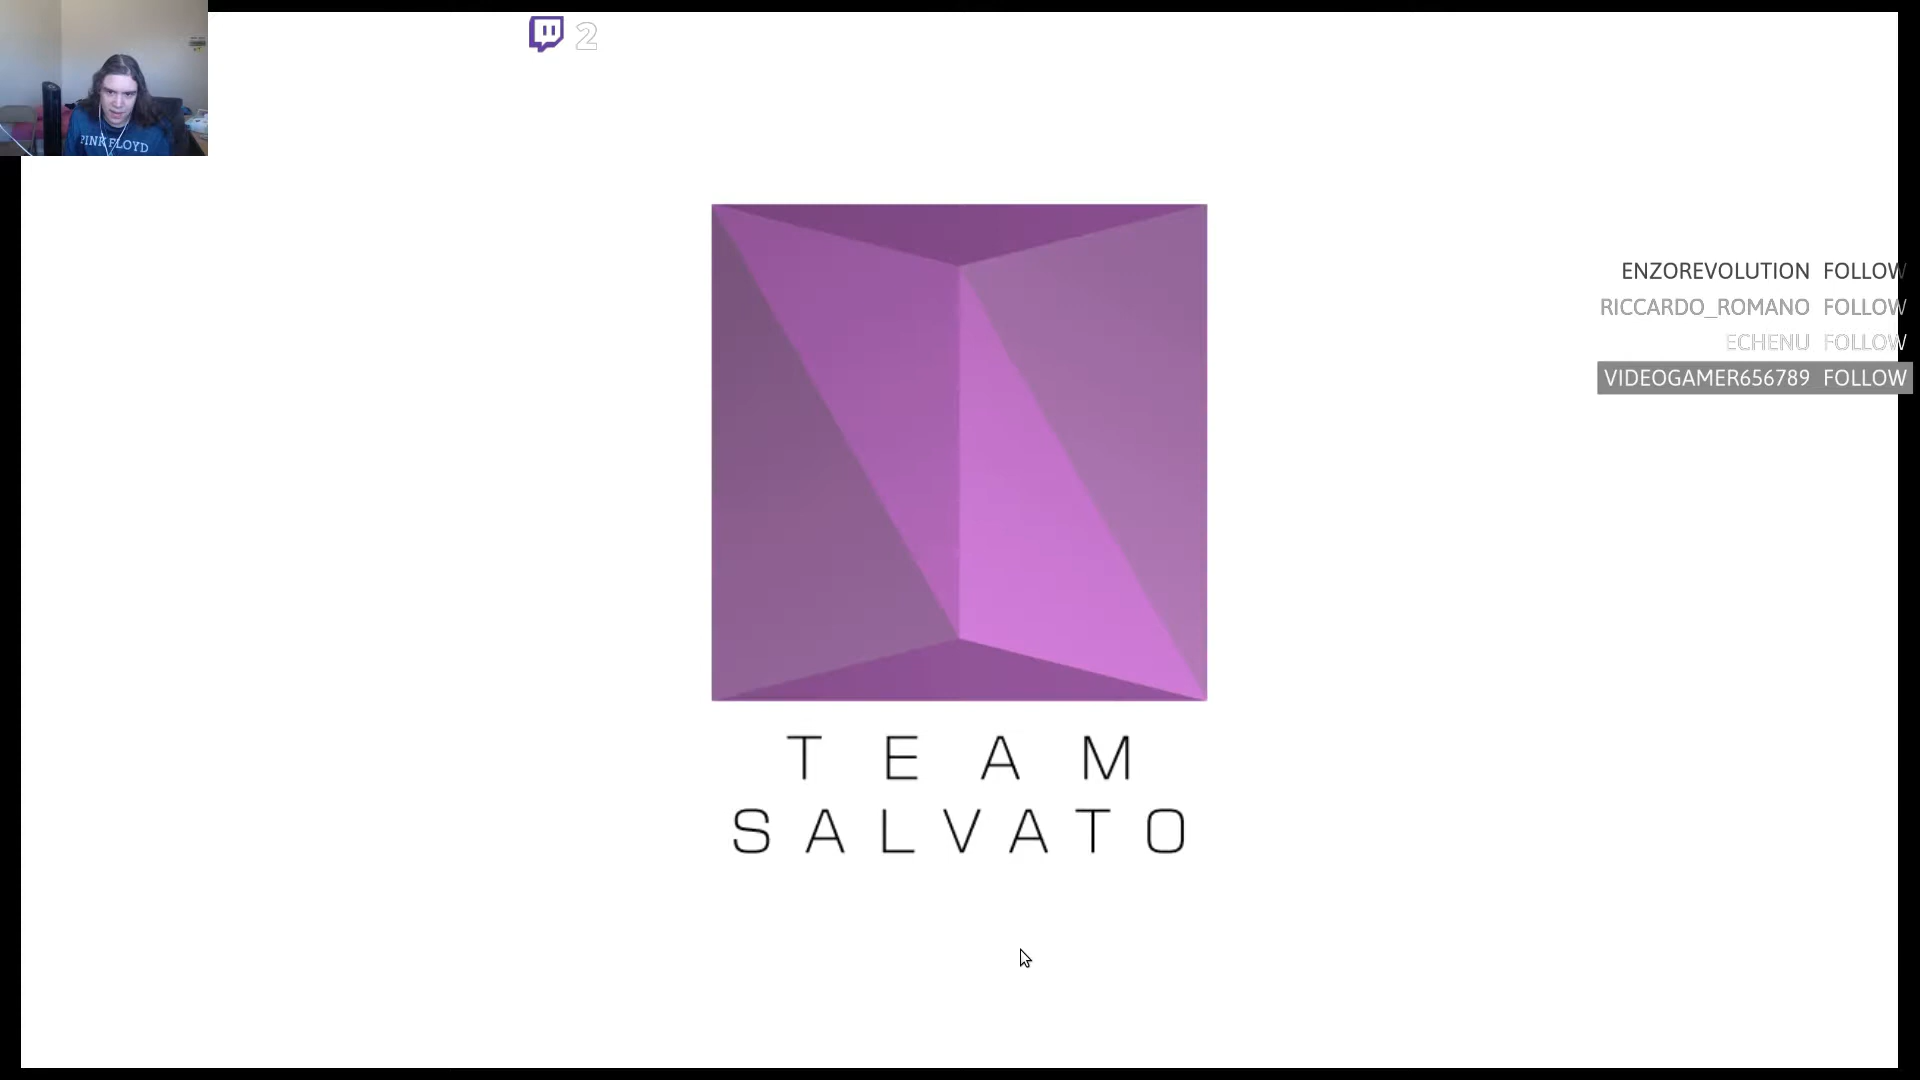 2
PINK FLOYD
ENZOREVOLUTION FOLLOW
RICCARDO_ROMANO FOLLOW
ECHENU FOLLOW
VIDEOGAMER656789 FOLLOW
TEAM
SALVATO